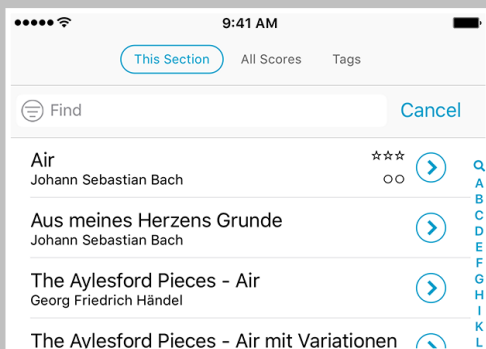 9:41 AM
This Section All Scores Tags
Find Cancel
Air
Johann Sebastian Bach
Aus meines Herzens Grunde
Johann Sebastian Bach
The Aylesford Pieces - Air
Georg Friedrich Händel
The Aylesford Pieces - Air mit Variationen
A
B
C
D
E
F
G
H
I
K
L